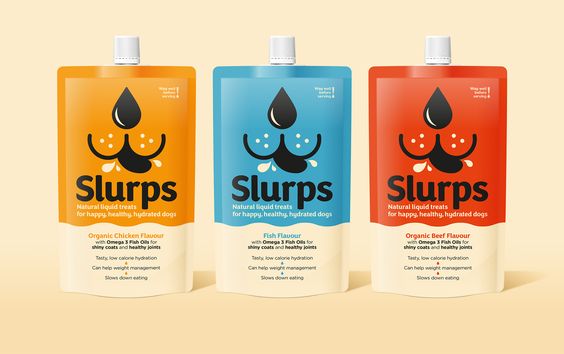 Wag well
before
serving
Slurps
Natural liquid treats
for happy, healthy, hydrated dogs
Organic Chicken Flavour
with Omega 3 Fish Oils for
shiny coats and healthy joints
Tasty, low calorie hydration
Can help weight management
Slows down eating
Wag well
before
serving
Slurps
Natural liquid treats
for happy, healthy, hydrated dogs
Fish Flavour
with Omega 3 Fish Oils for
shiny coats and healthy joints
Tasty, low calorie hydration
Can help weight management
Slows down eating
Wag well
before
serving
Slurps
Natural liquid treats
for happy, healthy, hydrated dogs
Organic Beef Flavour
with Omega 3 Fish Oils for
shiny coats and healthy joints
Tasty, low calorie hydration
Can help weight management
Slows down eating